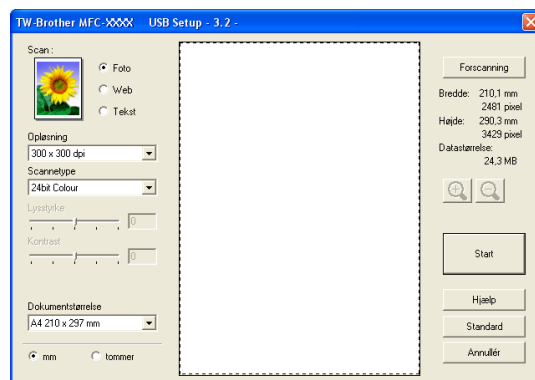 TW-Brother MFC-XXXX USB Setup - 3.2 -
Scan :
Foto
Web
Tekst
Opløsning
300 x 300 dpi
Scannetype
24bit Colour
Lysstyrke
0
Kontrast
0
Dokumentstørrelse
A4 210 x 297 mm
mm
tommer
Forscanning
Bredde: 210,1 mm
2481 pixel
Højde: 290,3 mm
3429 pixel
Datastørrelse:
24,3 MB
Start
Hjælp
Standard
Annullér